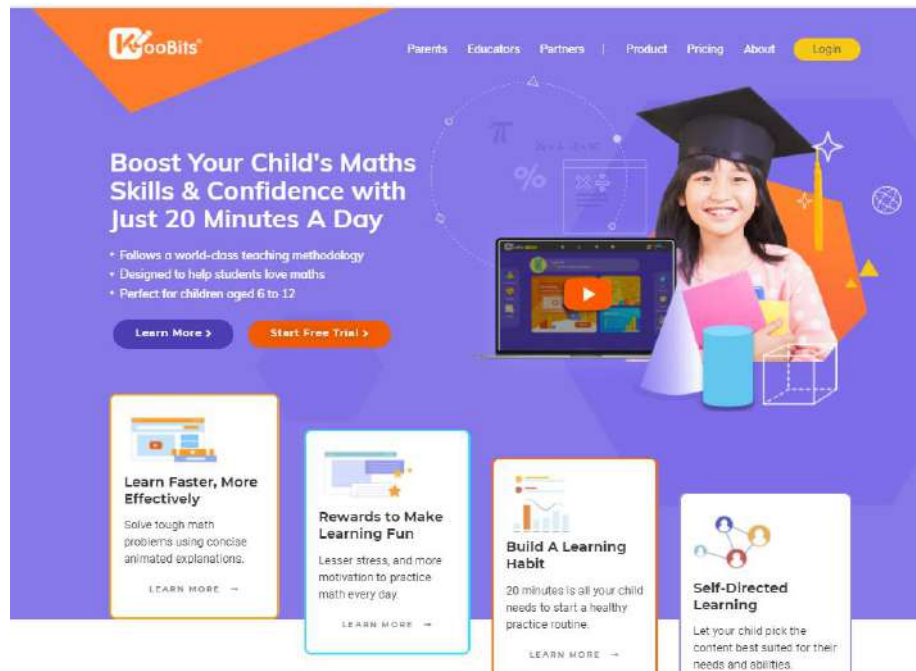 KooBits®
Parents Educators Partners | Product Pricing About Login
Boost Your Child's Maths
Skills & Confidence with
Just 20 Minutes A Day
• Follows a world-class teaching methodology
• Designed to help students love maths
• Perfect for children aged 6 to 12
Learn More >
Start Free Trial >
Learn Faster, More
Effectively
Solve tough math
problems using concise
animated explanations.
LEARN MORE →
Rewards to Make
Learning Fun
Lesser stress, and more
motivation to practice
math every day.
LEARN MORE →
Build A Learning
Habit
20 minutes is all your child
needs to start a healthy
practice routine.
LEARN MORE →
Self-Directed
Learning
Let your child pick the
content best suited for their
needs and abilities.